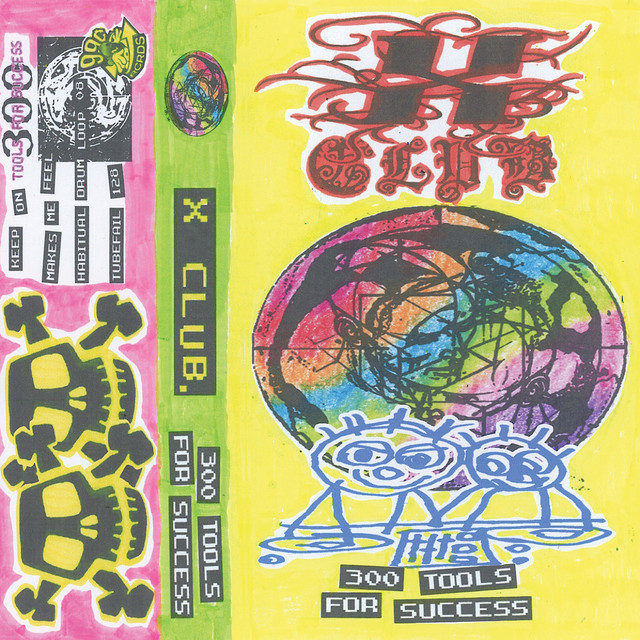 300
TOOLS FOR SUCCESS
KEEP ON
MAKES ME FEEL
HABITUAL DRUM LOOP 08
TUBEFAIL 128
X CLUB.
300 TOOLS
FOR SUCCESS
X
CLUB
300 TOOLS
FOR SUCCESS